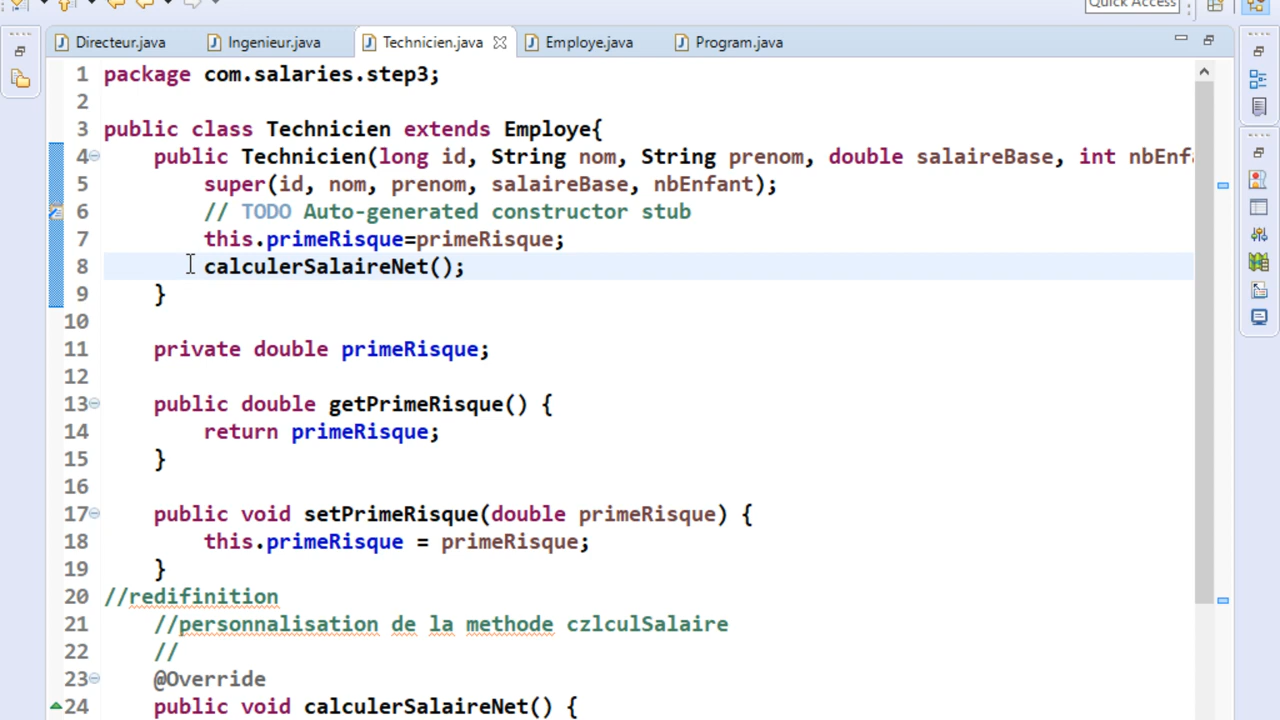 Quick Access
Directeur.java Ingenieur.java Technicien.java Employe.java Program.java
1 package com.salaries.step3;
2
3 public class Technicien extends Employe{
4 public Technicien(long id, String nom, String prenom, double salaireBase, int nbEnfa
5 super(id, nom, prenom, salaireBase, nbEnfant);
6 // TODO Auto-generated constructor stub
7 this.primeRisque=primeRisque;
8 calculerSalaireNet();
9 }
10
11 private double primeRisque;
12
13 public double getPrimeRisque() {
14 return primeRisque;
15 }
16
17 public void setPrimeRisque(double primeRisque) {
18 this.primeRisque = primeRisque;
19 }
20 //redifinition
21 //personnalisation de la methode czlculSalaire
22 //
23 @Override
24 public void calculerSalaireNet() {